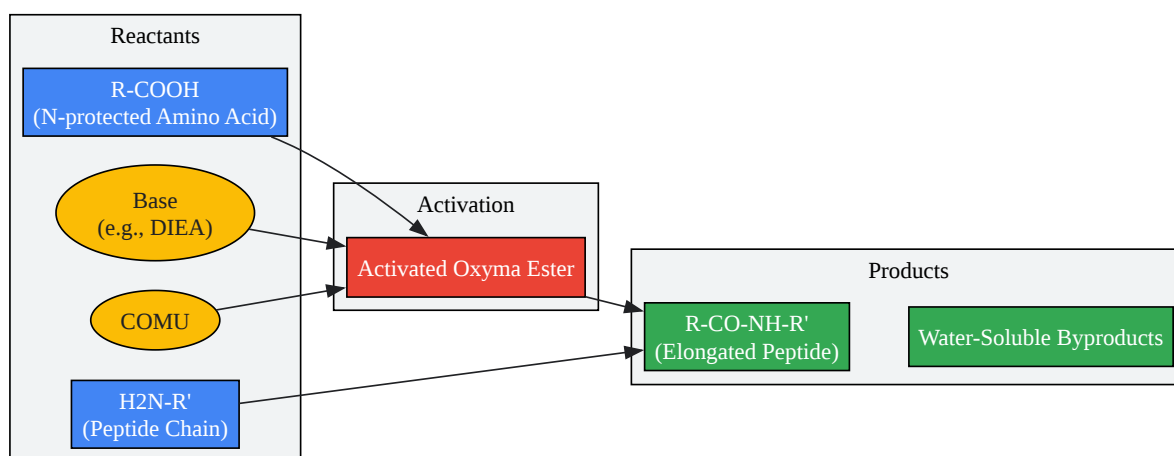 Reactants
R-COOH
(N-protected Amino Acid)
Base
(e.g., DIEA)
COMU
H2N-R'
(Peptide Chain)
Activation
Activated Oxyma Ester
Products
R-CO-NH-R'
(Elongated Peptide)
Water-Soluble Byproducts